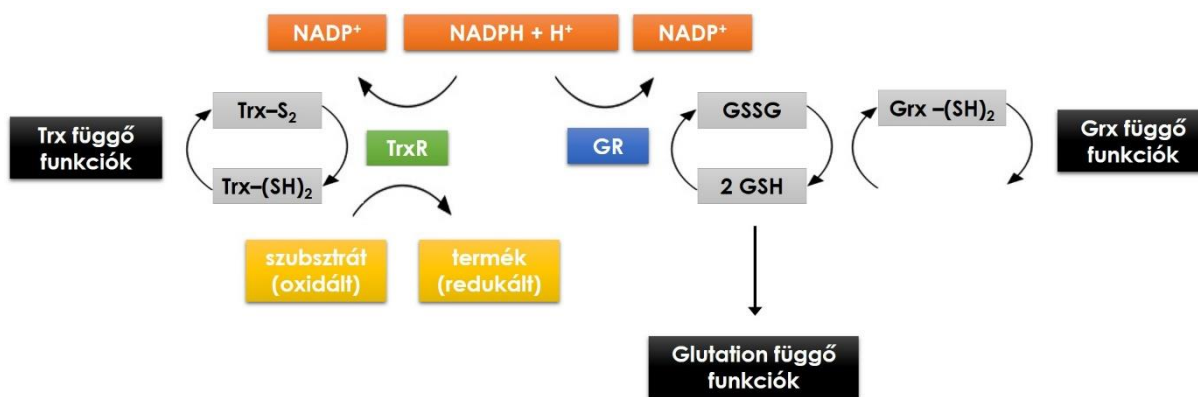 NADP⁺
NADPH + H⁺
NADP⁺
Trx–S₂
GSSG
Grx –(SH)₂
Trx függő
funkciók
TrxR
GR
Grx függő
funkciók
Trx–(SH)₂
2 GSH
szubsztrát
(oxidált)
termék
(redukált)
Glutation függő
funkciók